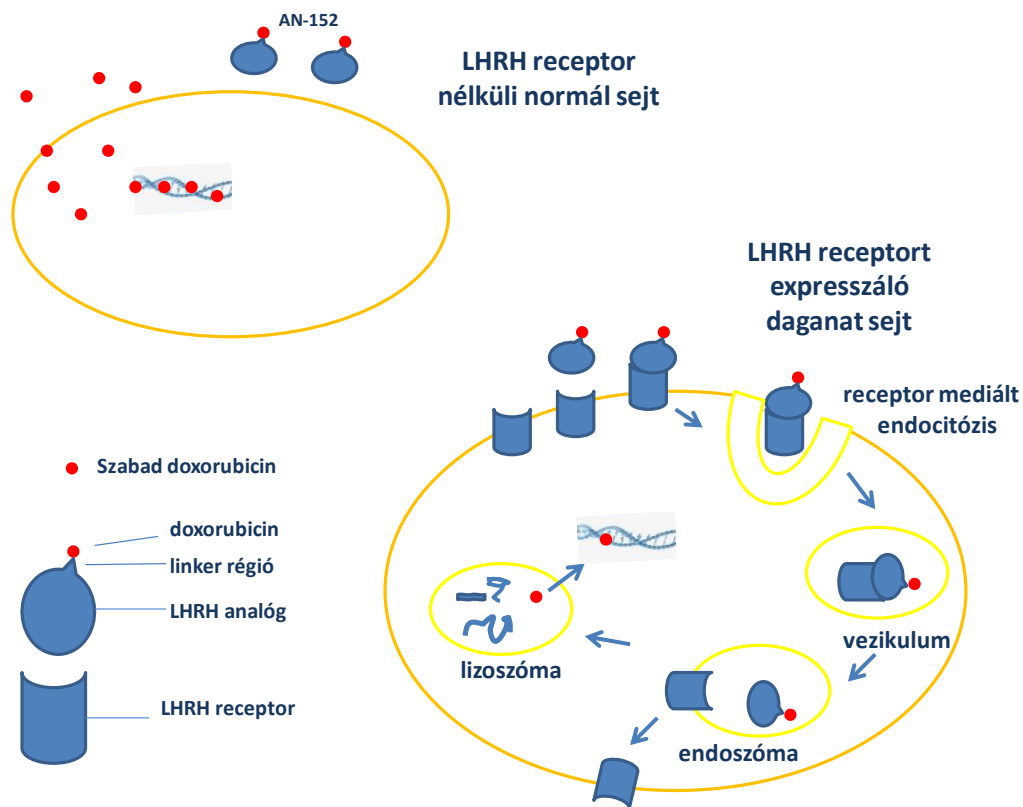 AN-152
LHRH receptor
nélküli normál sejt
LHRH receptort
expresszáló
daganat sejt
receptor mediált
endocitózis
Szabad doxorubicin
doxorubicin
linker régió
LHRH analóg
LHRH receptor
vezikulum
lizoszóma
endoszóma